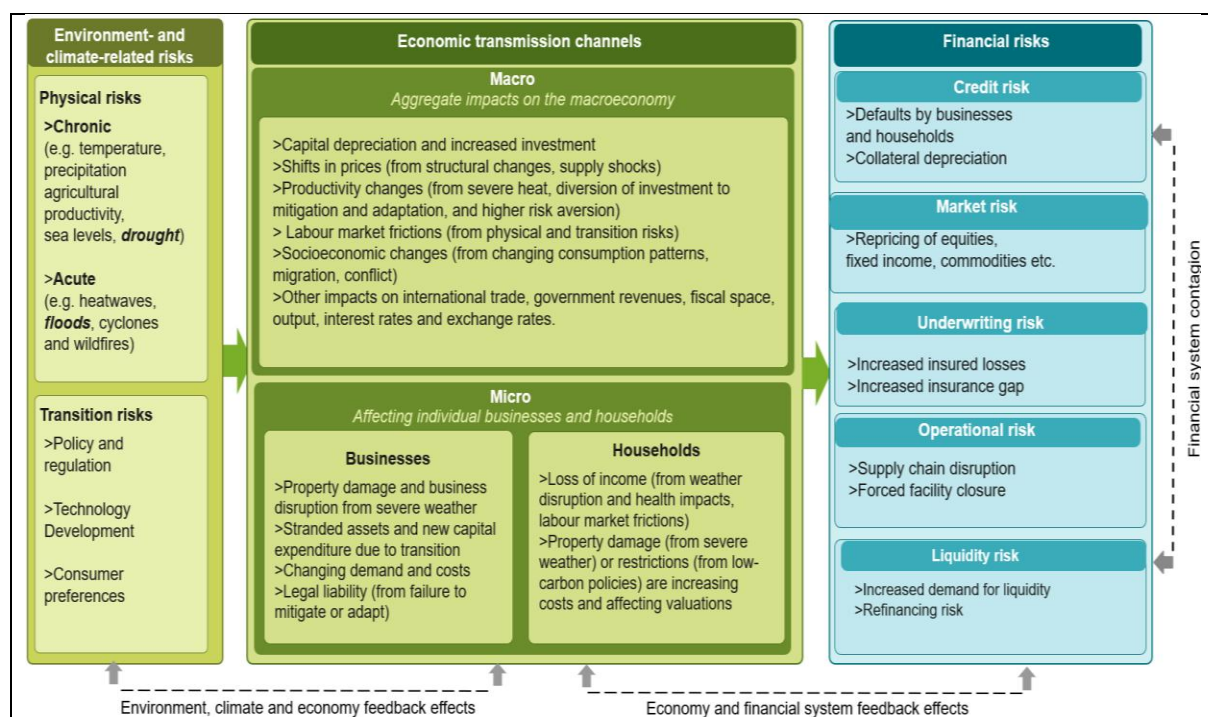 Environment- and
climate-related risks
Physical risks
>Chronic
(e.g. temperature,
precipitation
agricultural
productivity,
sea levels, drought)
>Acute
(e.g. heatwaves,
floods, cyclones
and wildfires)
Transition risks
>Policy and
regulation
>Technology
Development
>Consumer
preferences
Economic transmission channels
Macro
Aggregate impacts on the macroeconomy
>Capital depreciation and increased investment
>Shifts in prices (from structural changes, supply shocks)
>Productivity changes (from severe heat, diversion of investment to
mitigation and adaptation, and higher risk aversion)
> Labour market frictions (from physical and transition risks)
>Socioeconomic changes (from changing consumption patterns,
migration, conflict)
>Other impacts on international trade, government revenues, fiscal space,
output, interest rates and exchange rates.
Micro
Affecting individual businesses and households
Businesses
>Property damage and business
disruption from severe weather
>Stranded assets and new capital
expenditure due to transition
>Changing demand and costs
>Legal liability (from failure to
mitigate or adapt)
Households
>Loss of income (from weather
disruption and health impacts,
labour market frictions)
>Property damage (from severe
weather) or restrictions (from low-
carbon policies) are increasing
costs and affecting valuations
Financial risks
Credit risk
>Defaults by businesses
and households
>Collateral depreciation
Market risk
>Repricing of equities,
fixed income, commodities etc.
Underwriting risk
>Increased insured losses
>Increased insurance gap
Operational risk
>Supply chain disruption
>Forced facility closure
Liquidity risk
>Increased demand for liquidity
>Refinancing risk
Financial system contagion
Environment, climate and economy feedback effects
Economy and financial system feedback effects